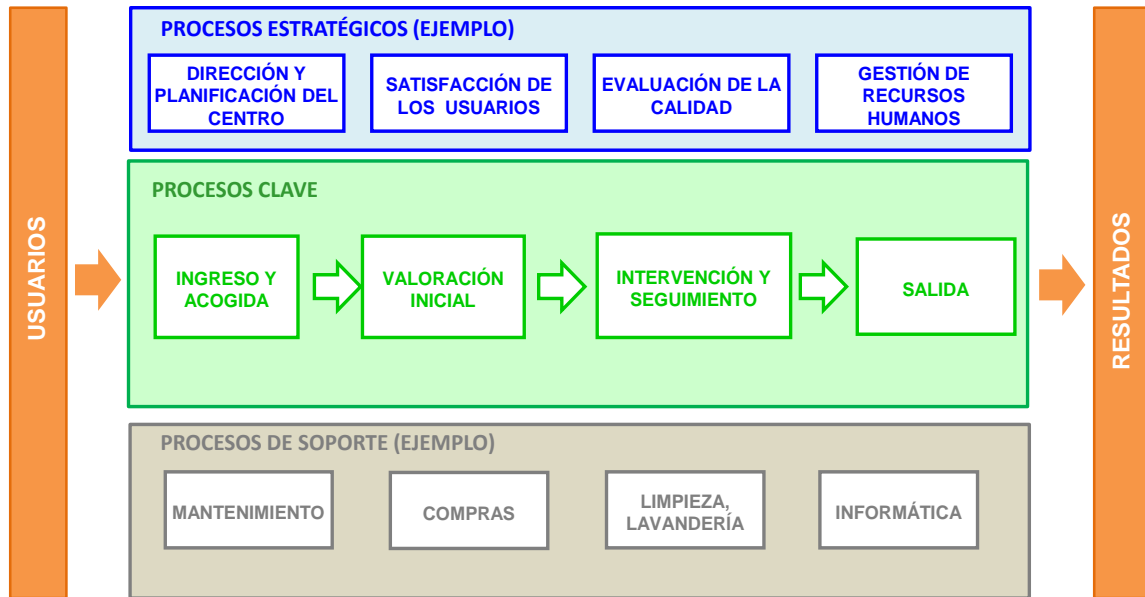 USUARIOS
PROCESOS ESTRATÉGICOS (EJEMPLO)
DIRECCIÓN Y
PLANIFICACIÓN DEL
CENTRO
SATISFACCIÓN DE
LOS USUARIOS
EVALUACIÓN DE LA
CALIDAD
GESTIÓN DE
RECURSOS
HUMANOS
PROCESOS CLAVE
INGRESO Y
ACOGIDA
VALORACIÓN
INICIAL
INTERVENCIÓN Y
SEGUIMIENTO
SALIDA
PROCESOS DE SOPORTE (EJEMPLO)
MANTENIMIENTO
COMPRAS
LIMPIEZA,
LAVANDERÍA
INFORMÁTICA
RESULTADOS